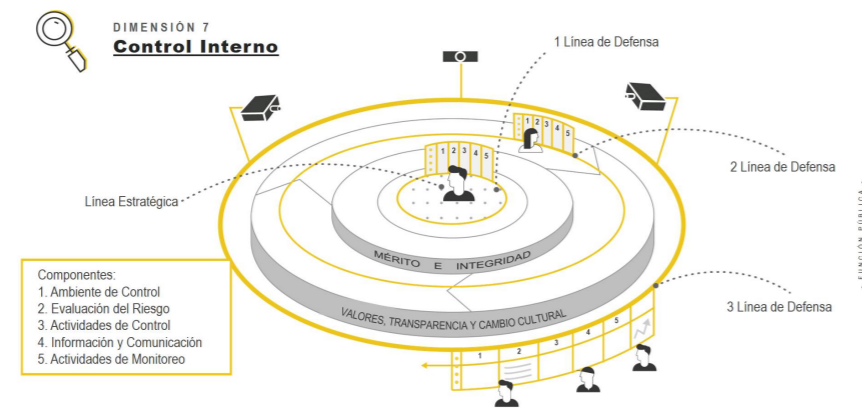 DIMENSIÓN 7
Control Interno
1 Línea de Defensa
1 2 3 4 5
1 2 3 4 5
2 Línea de Defensa
Línea Estratégica
MÉRITO E INTEGRIDAD
VALORES, TRANSPARENCIA Y CAMBIO CULTURAL
3 Línea de Defensa
1 2 3 4 5
Componentes:
1. Ambiente de Control
2. Evaluación del Riesgo
3. Actividades de Control
4. Información y Comunicación
5. Actividades de Monitoreo
- FUNCIÓN PÚBLICA -